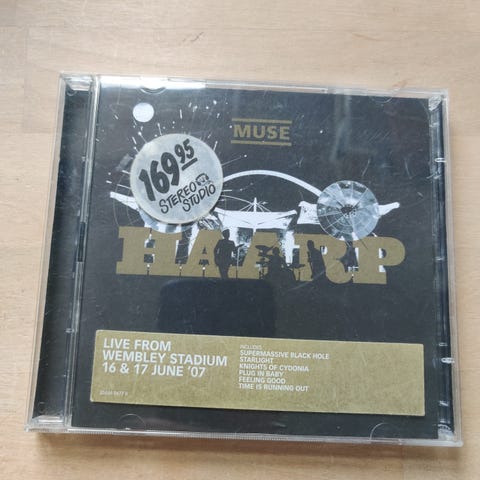 MUSE
169 95
STEREO
STUDIO
HAARP
LIVE FROM
WEMBLEY STADIUM
16 & 17 JUNE '07
INCLUDES
SUPERMASSIVE BLACK HOLE
STARLIGHT
KNIGHTS OF CYDONIA
PLUG IN BABY
FEELING GOOD
TIME IS RUNNING OUT